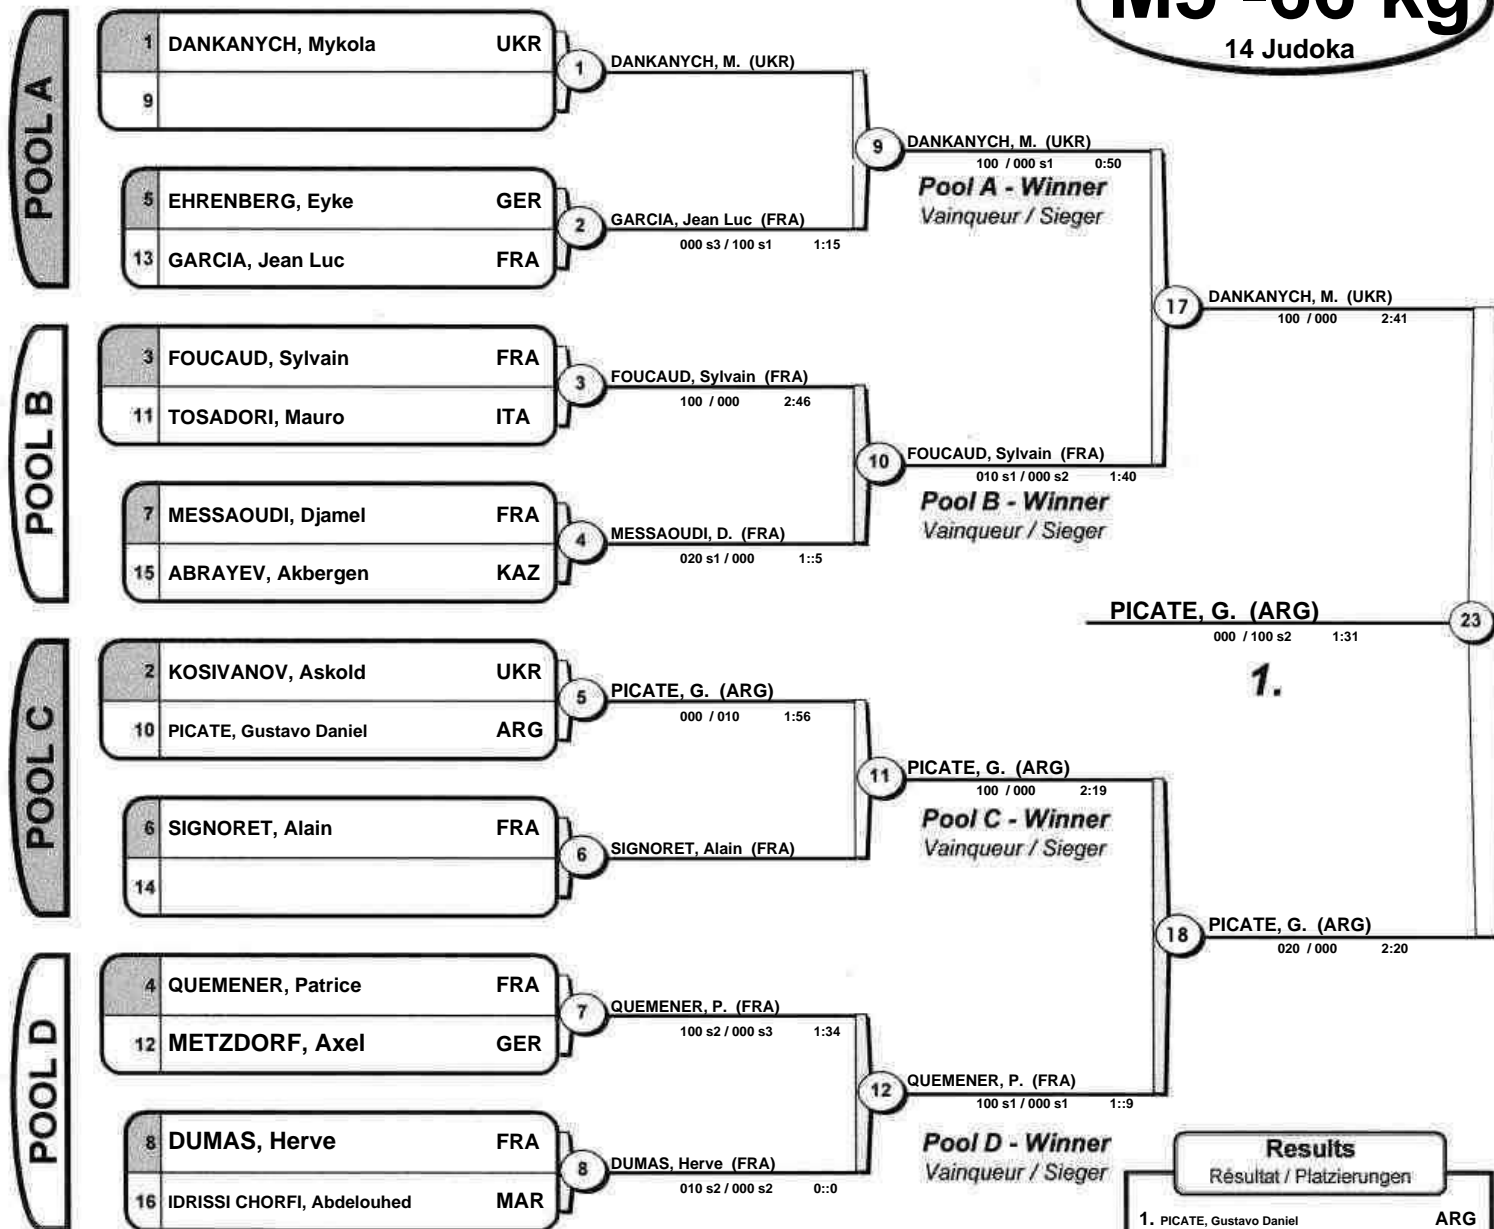 M5 -66 kg
14 Judoka
POOL A
1 DANKANYCH, Mykola UKR
9
5 EHRENBERG, Eyke GER
13 GARCIA, Jean Luc FRA
POOL B
3 FOUCAUD, Sylvain FRA
11 TOSADORI, Mauro ITA
7 MESSAOUDI, Djamel FRA
15 ABRAYEV, Akbergen KAZ
POOL C
2 KOSIVANOV, Askold UKR
10 PICATE, Gustavo Daniel ARG
6 SIGNORET, Alain FRA
14
POOL D
4 QUEMENER, Patrice FRA
12 METZDORF, Axel GER
8 DUMAS, Herve FRA
16 IDRISSI CHORFI, Abdelouhed MAR
1 DANKANYCH, M. (UKR)
2 GARCIA, Jean Luc (FRA)
000 s3 / 100 s1 1:15
3 FOUCAUD, Sylvain (FRA)
100 / 000 2:46
4 MESSAOUDI, D. (FRA)
020 s1 / 000 1::5
5 PICATE, G. (ARG)
000 / 010 1:56
6 SIGNORET, Alain (FRA)
7 QUEMENER, P. (FRA)
100 s2 / 000 s3 1:34
8 DUMAS, Herve (FRA)
010 s2 / 000 s2 0::0
9 DANKANYCH, M. (UKR)
100 / 000 s1 0:50
Pool A - Winner
Vainqueur / Sieger
10 FOUCAUD, Sylvain (FRA)
010 s1 / 000 s2 1:40
Pool B - Winner
Vainqueur / Sieger
11 PICATE, G. (ARG)
100 / 000 2:19
Pool C - Winner
Vainqueur / Sieger
12 QUEMENER, P. (FRA)
100 s1 / 000 s1 1::9
Pool D - Winner
Vainqueur / Sieger
17 DANKANYCH, M. (UKR)
100 / 000 2:41
18 PICATE, G. (ARG)
020 / 000 2:20
PICATE, G. (ARG) 23
000 / 100 s2 1:31
1.
Results
Résultat / Platzierungen
1. PICATE, Gustavo Daniel ARG